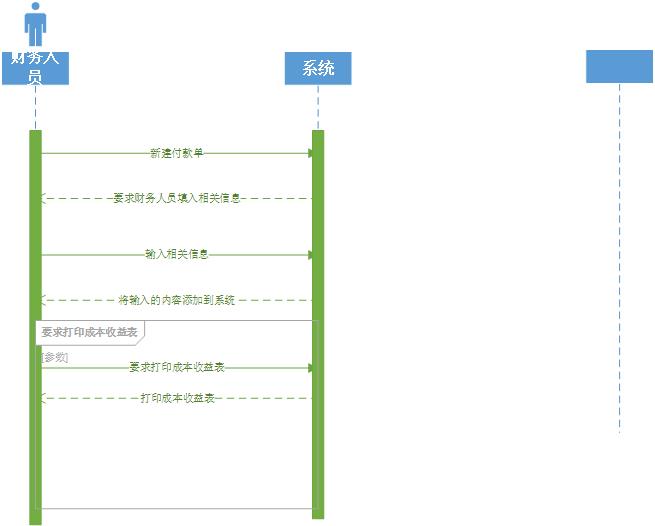 财务人
员
系统
新建付款单
要求财务人员填入相关信息
输入相关信息
将输入的内容添加到系统
要求打印成本收益表
[参数]
要求打印成本收益表
打印成本收益表